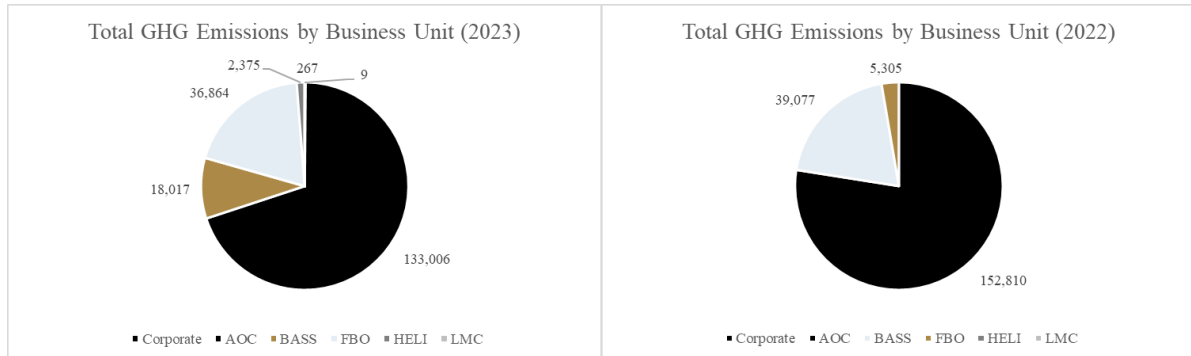 Total GHG Emissions by Business Unit (2023)
2,375
267
9
36,864
18,017
133,006
Corporate AOC BASS FBO HELI LMC
Total GHG Emissions by Business Unit (2022)
5,305
39,077
152,810
Corporate AOC BASS FBO HELI LMC